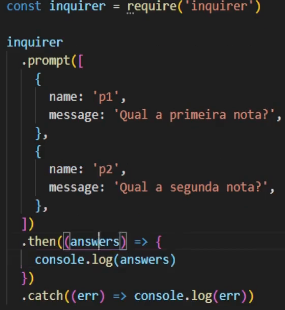 const inquirer = require('inquirer')
inquirer
.prompt([
{
name: 'p1',
message: 'Qual a primeira nota?',
},
{
name: 'p2',
message: 'Qual a segunda nota?',
},
])
.then((answers) => {
console.log(answers)
})
.catch((err) => console.log(err))